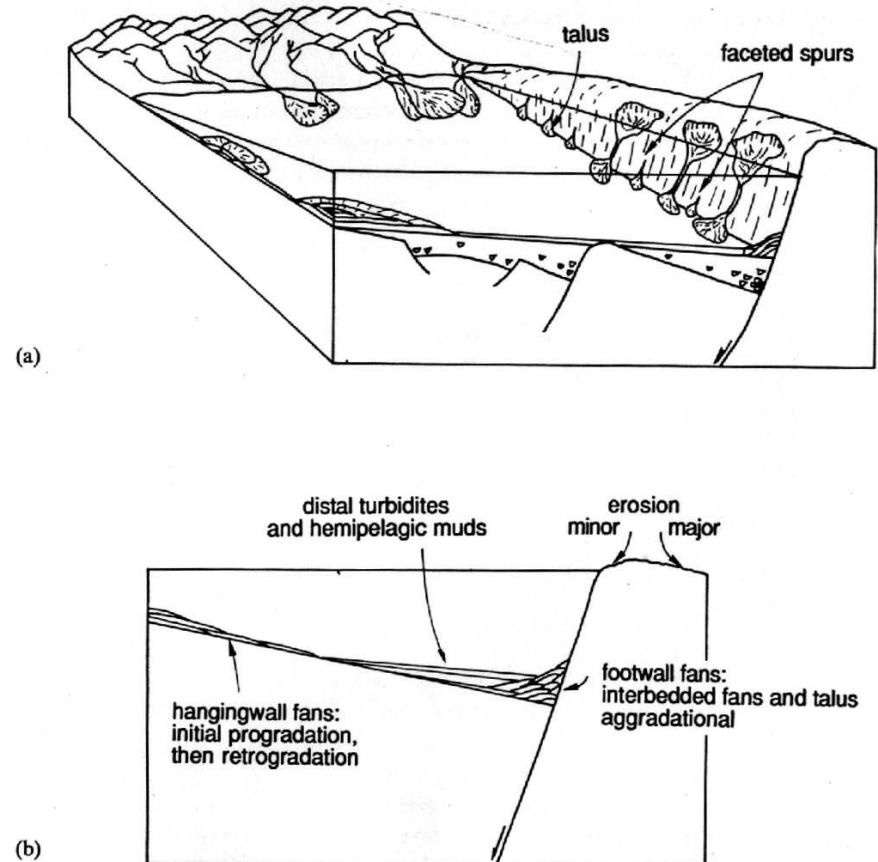 talus
faceted spurs
(a)
distal turbidites
and hemipelagic muds
erosion
minor major
hangingwall fans:
initial progradation,
then retrogradation
footwall fans:
interbedded fans and talus
aggradational
(b)